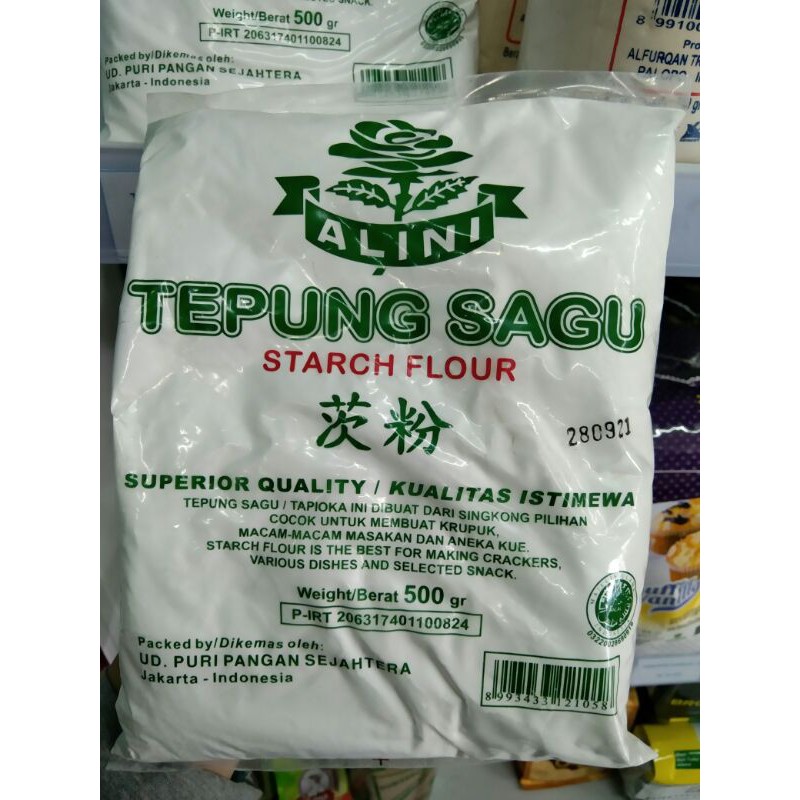 Weight/Berat 500 gr
P-IRT 206317401100824
Packed by/Dikemas oleh:
UD. PURI PANGAN SEJAHTERA
Jakarta - Indonesia
ALFURQAN
ALINI
TEPUNG SAGU
STARCH FLOUR
茨粉
280921
SUPERIOR QUALITY / KUALITAS ISTIMEWA
TEPUNG SAGU / TAPIOKA INI DIBUAT DARI SINGKONG PILIHAN
COCOK UNTUK MEMBUAT KRUPUK,
MACAM-MACAM MASAKAN DAN ANEKA KUE.
STARCH FLOUR IS THE BEST FOR MAKING CRACKERS,
VARIOUS DISHES AND SELECTED SNACK.
Weight/Berat 500 gr
P-IRT 206317401100824
Packed by/Dikemas oleh:
UD. PURI PANGAN SEJAHTERA
Jakarta - Indonesia
8 993433 121058